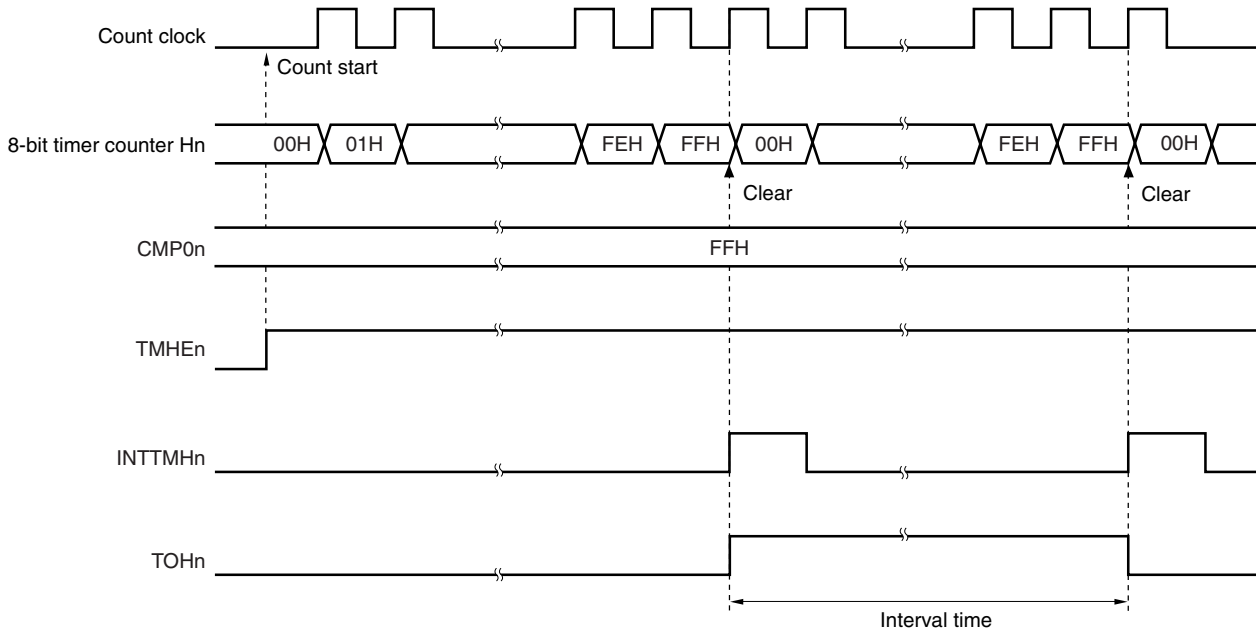 Count clock
Count start
8-bit timer counter Hn
00H 01H FEH FFH 00H FEH FFH 00H
Clear Clear
CMP0n
FFH
TMHEn
INTTMHn
TOHn
Interval time